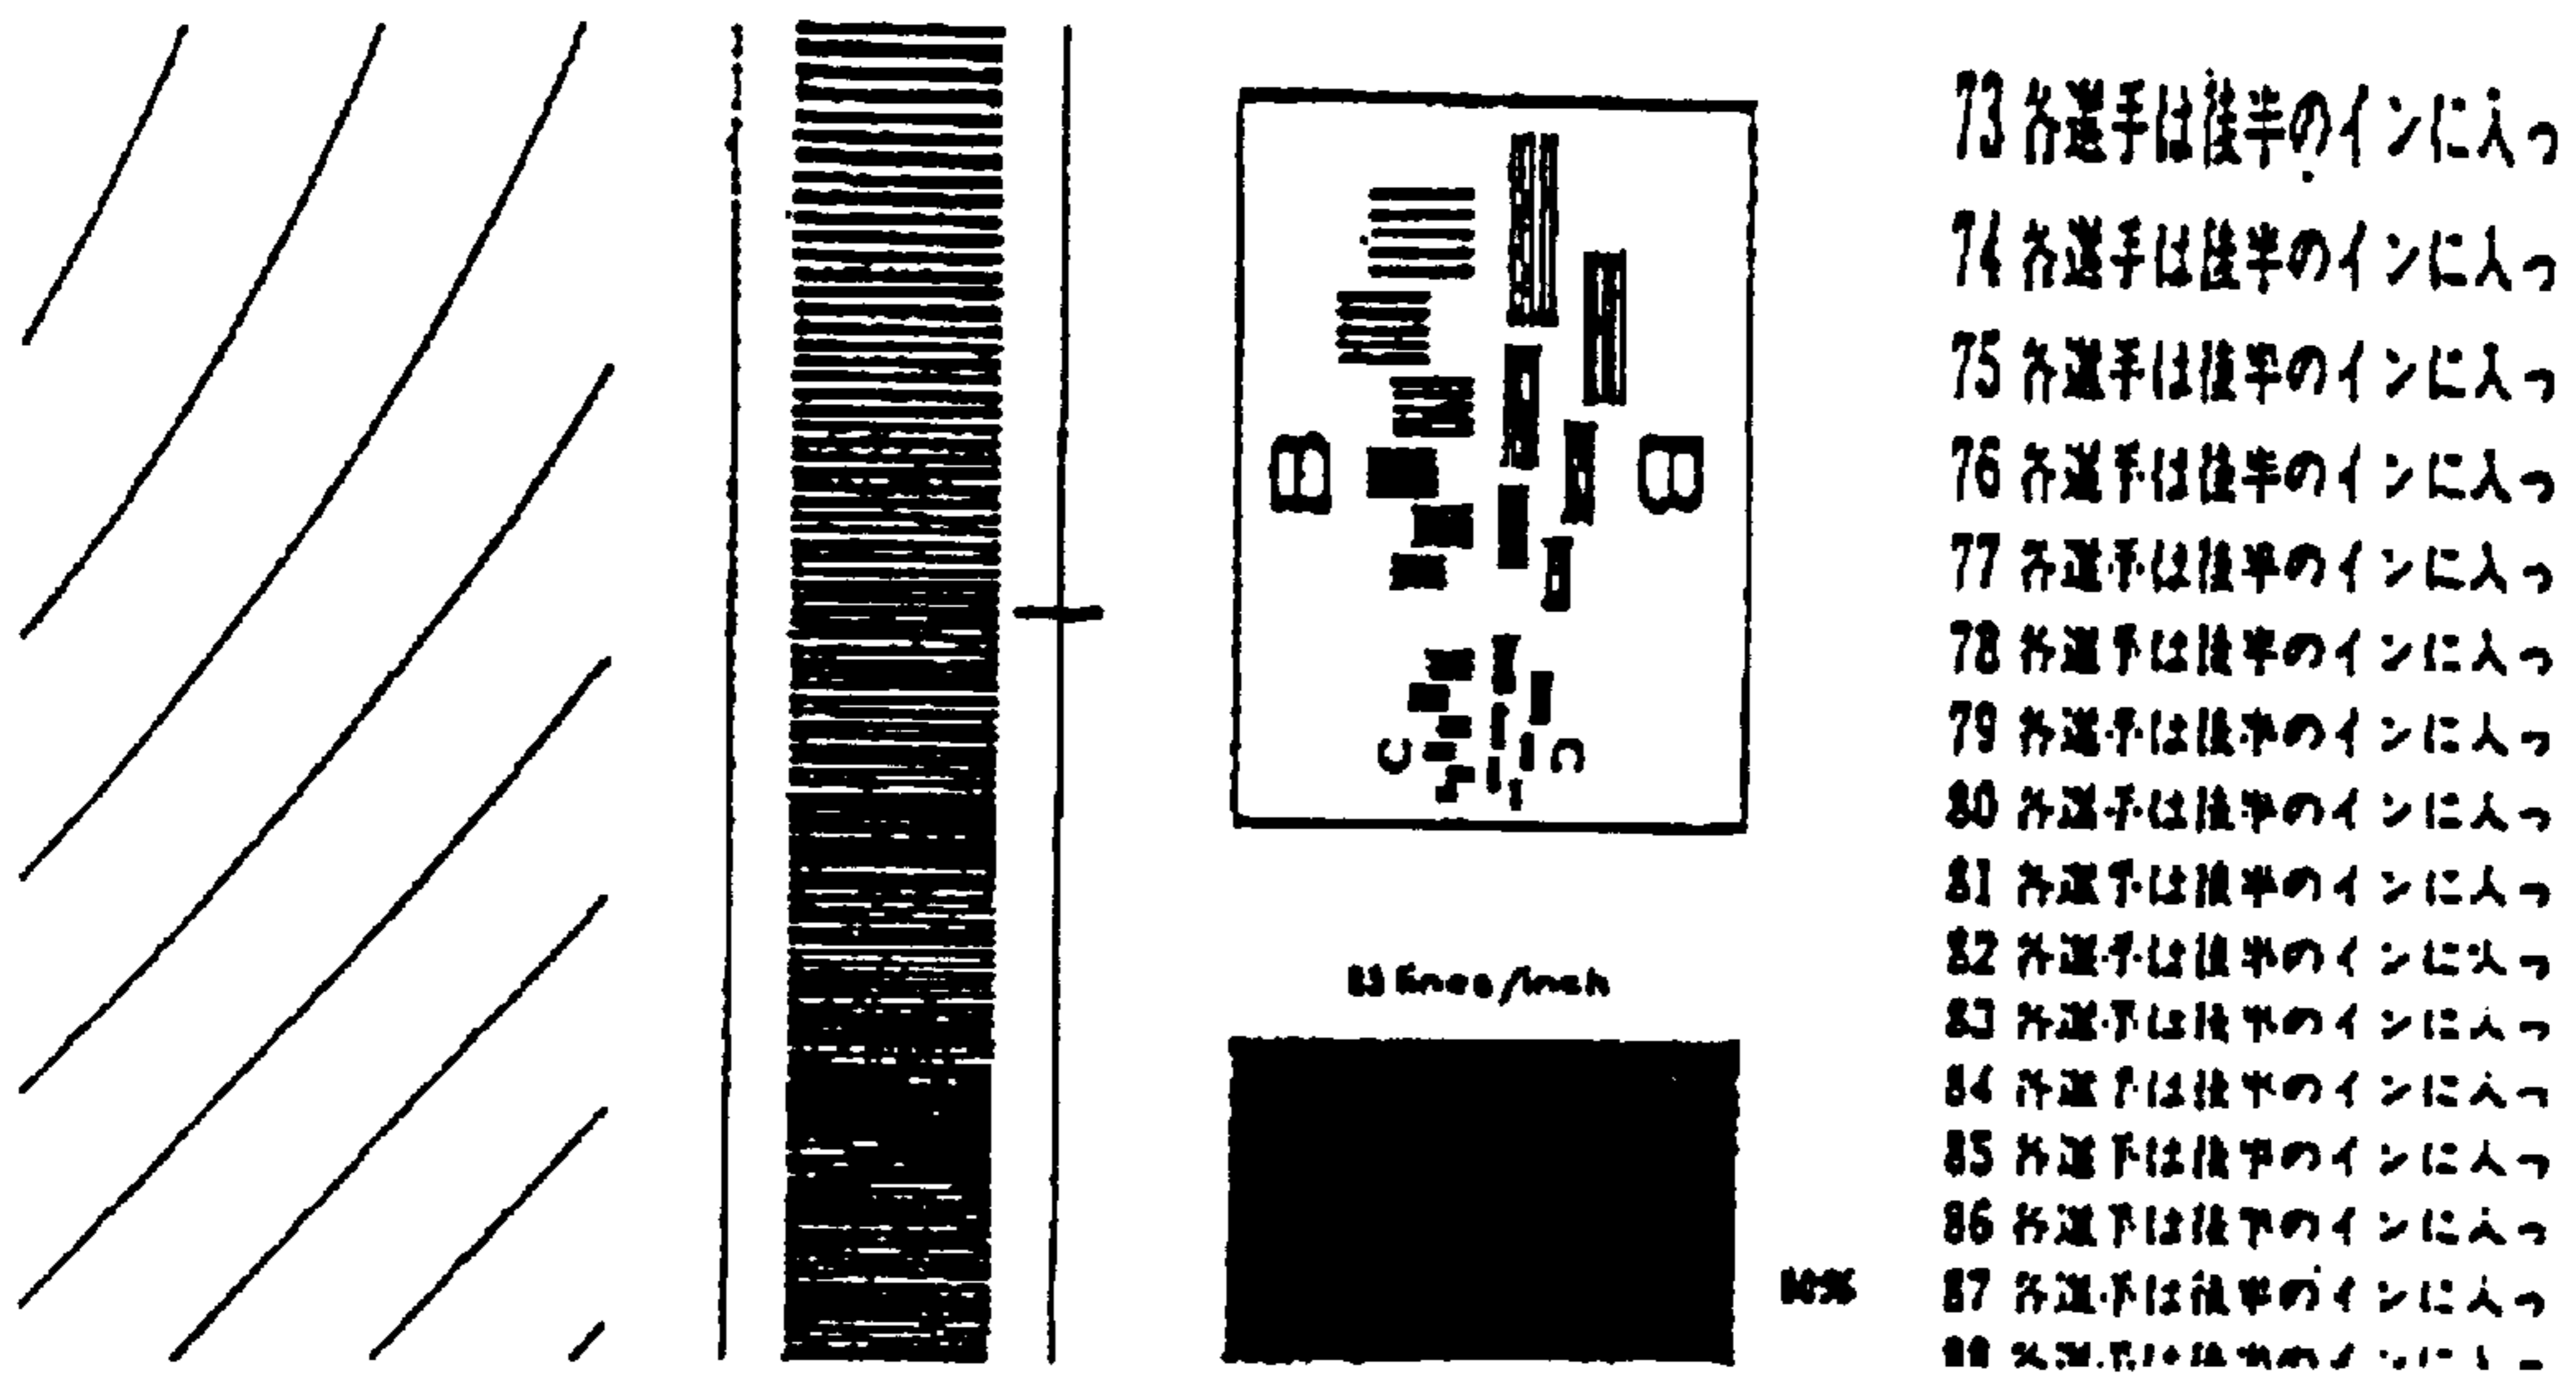 B B
C C
lines/inch
73 各選手は後半のインに入っ
74 各選手は後半のインに入っ
75 各選手は後半のインに入っ
76 各選手は後半のインに入っ
77 各選手は後半のインに入っ
78 各選手は後半のインに入っ
79 各選手は後半のインに入っ
80 各選手は後半のインに入っ
81 各選手は後半のインに入っ
82 各選手は後半のインに入っ
83 各選手は後半のインに入っ
84 各選手は後半のインに入っ
85 各選手は後半のインに入っ
86 各選手は後半のインに入っ
87 各選手は後半のインに入っ